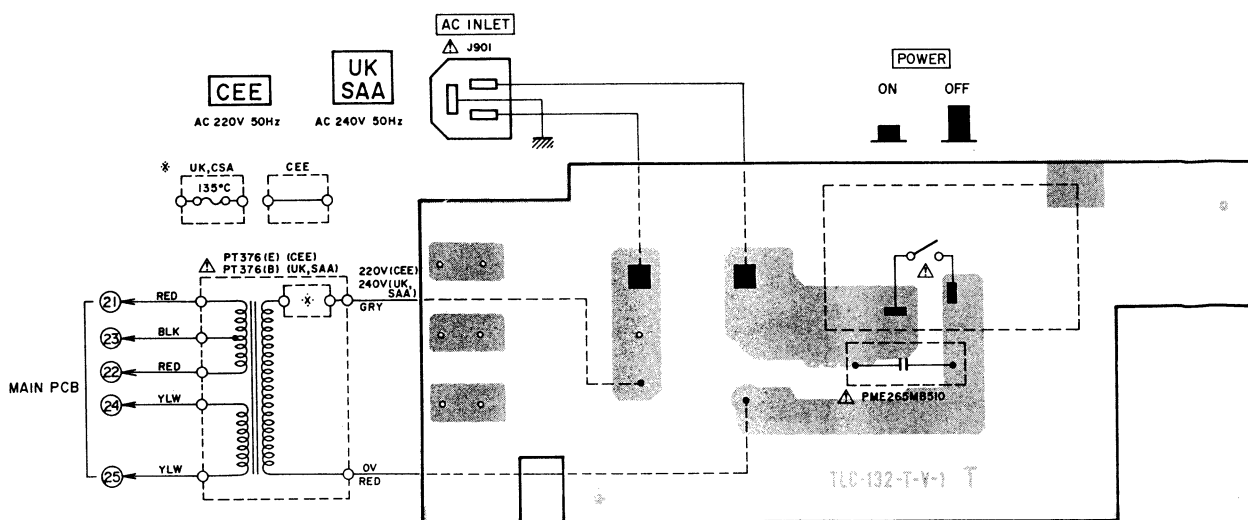 AC INLET
⚠ J901
CEE
AC 220V 50Hz
UK
SAA
AC 240V 50Hz
POWER
ON
OFF
※ UK,CSA
135°C
CEE
⚠ PT376(E) (CEE)
PT376(B) (UK,SAA)
220V(CEE)
240V(UK,
SAA)
GRY
※
MAIN PCB
21 RED
23 BLK
22 RED
24 YLW
25 YLW
0V
RED
⚠
⚠ PME265MB510
TLC-132-T-V-1 T